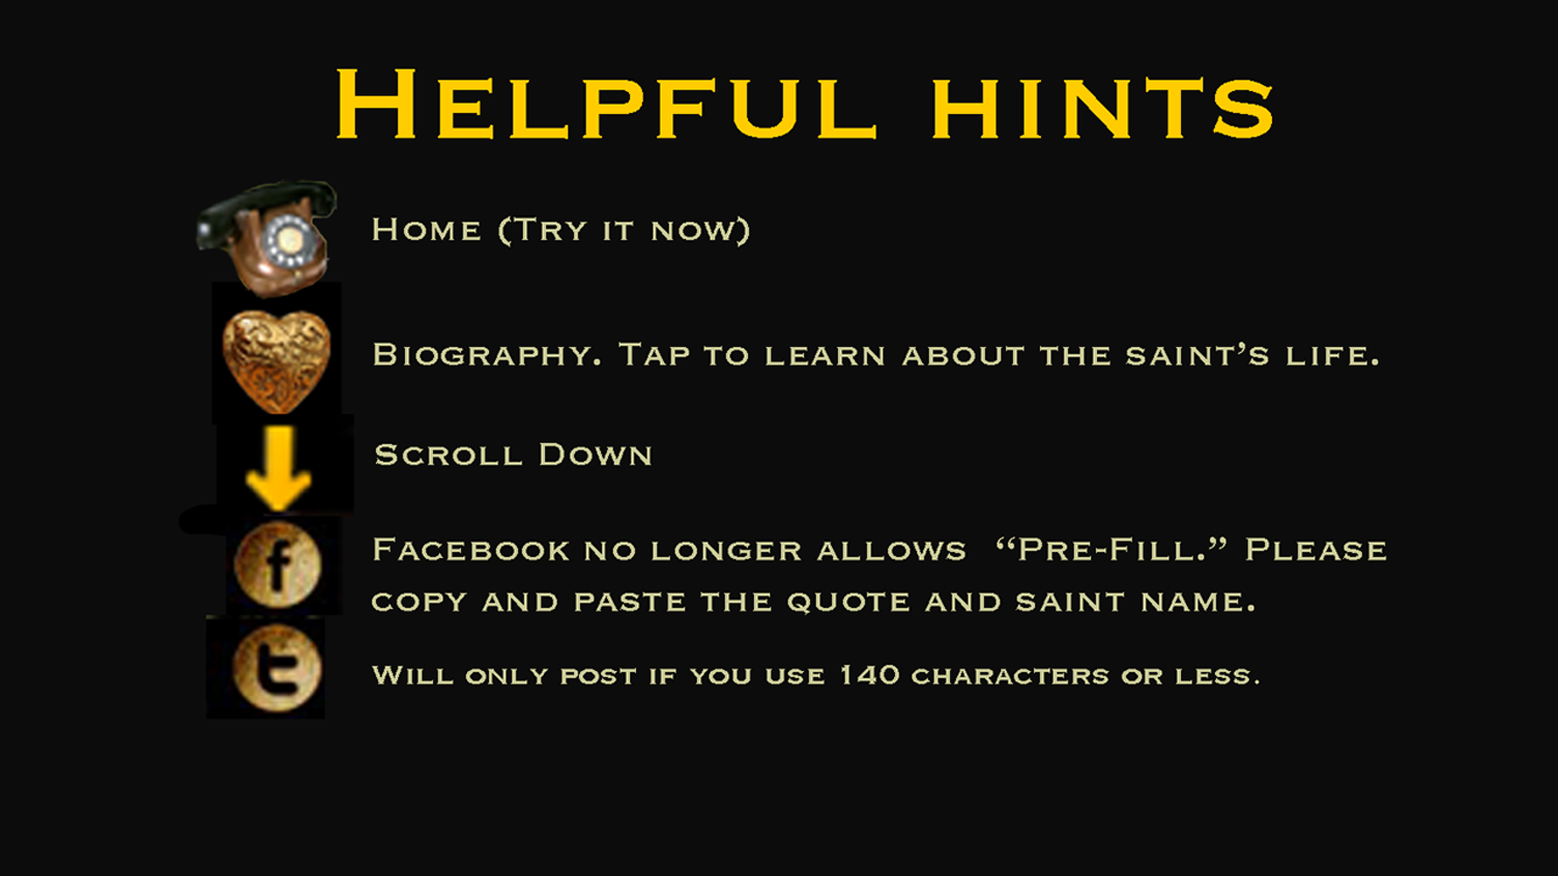 Helpful hints
Home (Try it now)
Biography. Tap to learn about the saint's life.
Scroll Down
f
Facebook no longer allows “Pre-Fill.” Please
copy and paste the quote and saint name.
t
Will only post if you use 140 characters or less.